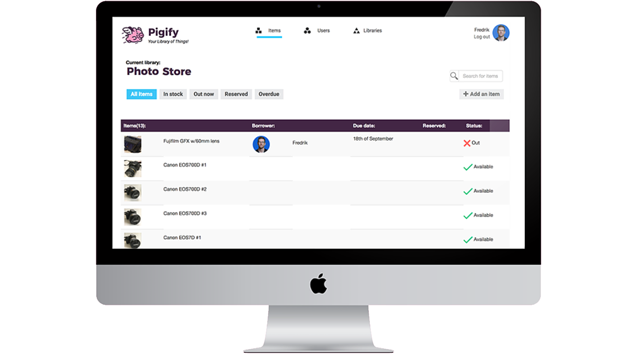 Pigify
Your Library of Things!
Items
Users
Libraries
Fredrik
Log out
Current library:
Photo Store
Search for items
All items
In stock
Out now
Reserved
Overdue
+ Add an item
Items(13):
Borrower:
Due date:
Reserved:
Status:
Fujifilm GFX w/60mm lens
Fredrik
18th of September
Out
Canon EOS700D #1
Available
Canon EOS700D #2
Available
Canon EOS700D #3
Available
Canon EOS7D #1
Available